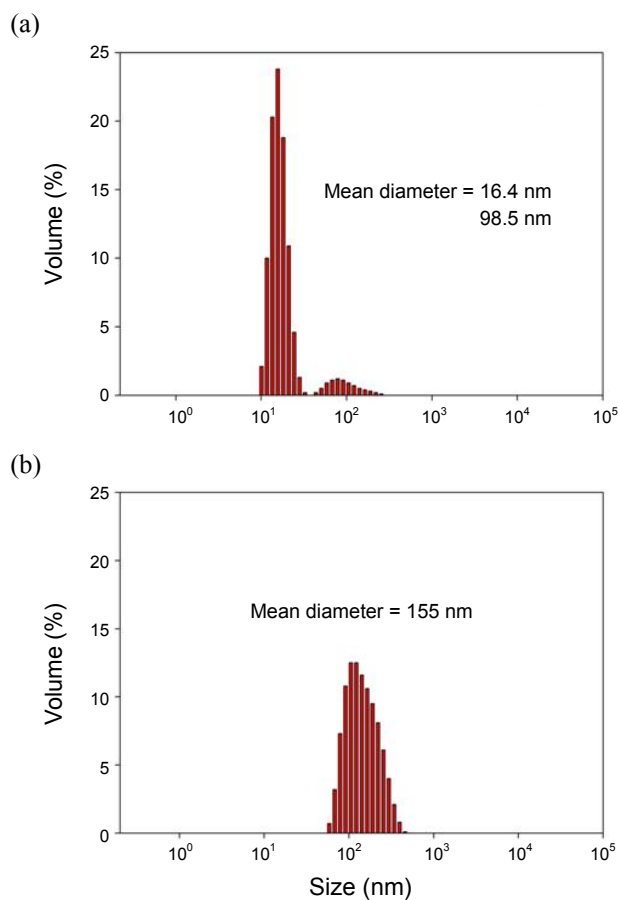 (a)
25
20
15
10
5
0
Volume (%)
Mean diameter = 16.4 nm
98.5 nm
10⁰ 10¹ 10² 10³ 10⁴ 10⁵
(b)
25
20
15
10
5
0
Volume (%)
Mean diameter = 155 nm
10⁰ 10¹ 10² 10³ 10⁴ 10⁵
Size (nm)